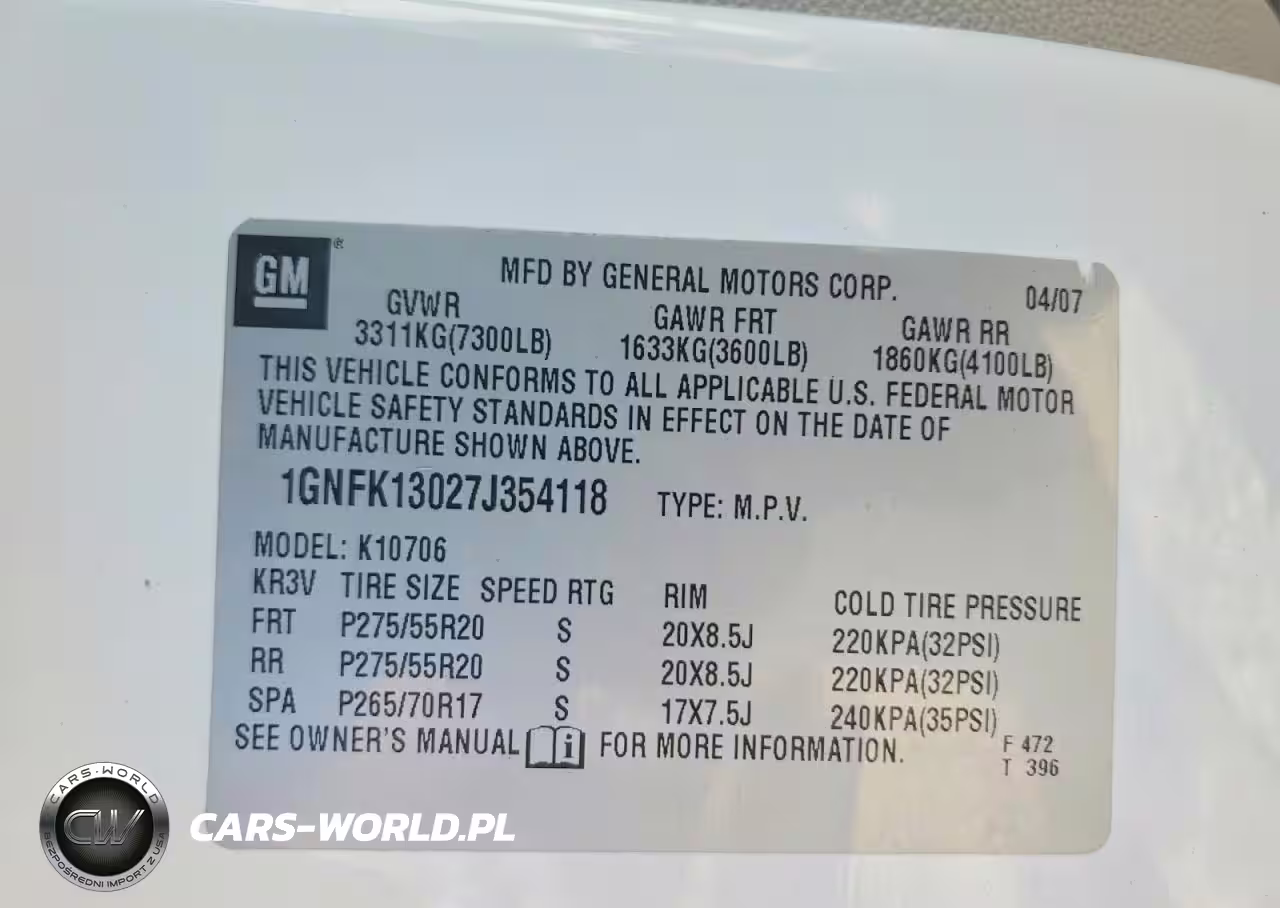 GM ®
MFD BY GENERAL MOTORS CORP. 04/07
GVWR GAWR FRT GAWR RR
3311KG(7300LB) 1633KG(3600LB) 1860KG(4100LB)
THIS VEHICLE CONFORMS TO ALL APPLICABLE U.S. FEDERAL MOTOR
VEHICLE SAFETY STANDARDS IN EFFECT ON THE DATE OF
MANUFACTURE SHOWN ABOVE.
1GNFK13027J354118 TYPE: M.P.V.
MODEL: K10706
KR3V TIRE SIZE SPEED RTG RIM COLD TIRE PRESSURE
FRT P275/55R20 S 20X8.5J 220KPA(32PSI)
RR P275/55R20 S 20X8.5J 220KPA(32PSI)
SPA P265/70R17 S 17X7.5J 240KPA(35PSI)
SEE OWNER'S MANUAL i FOR MORE INFORMATION.
F 472
T 396
CARS-WORLD
CW
BEZPOŚREDNI IMPORT Z USA
CARS-WORLD.PL